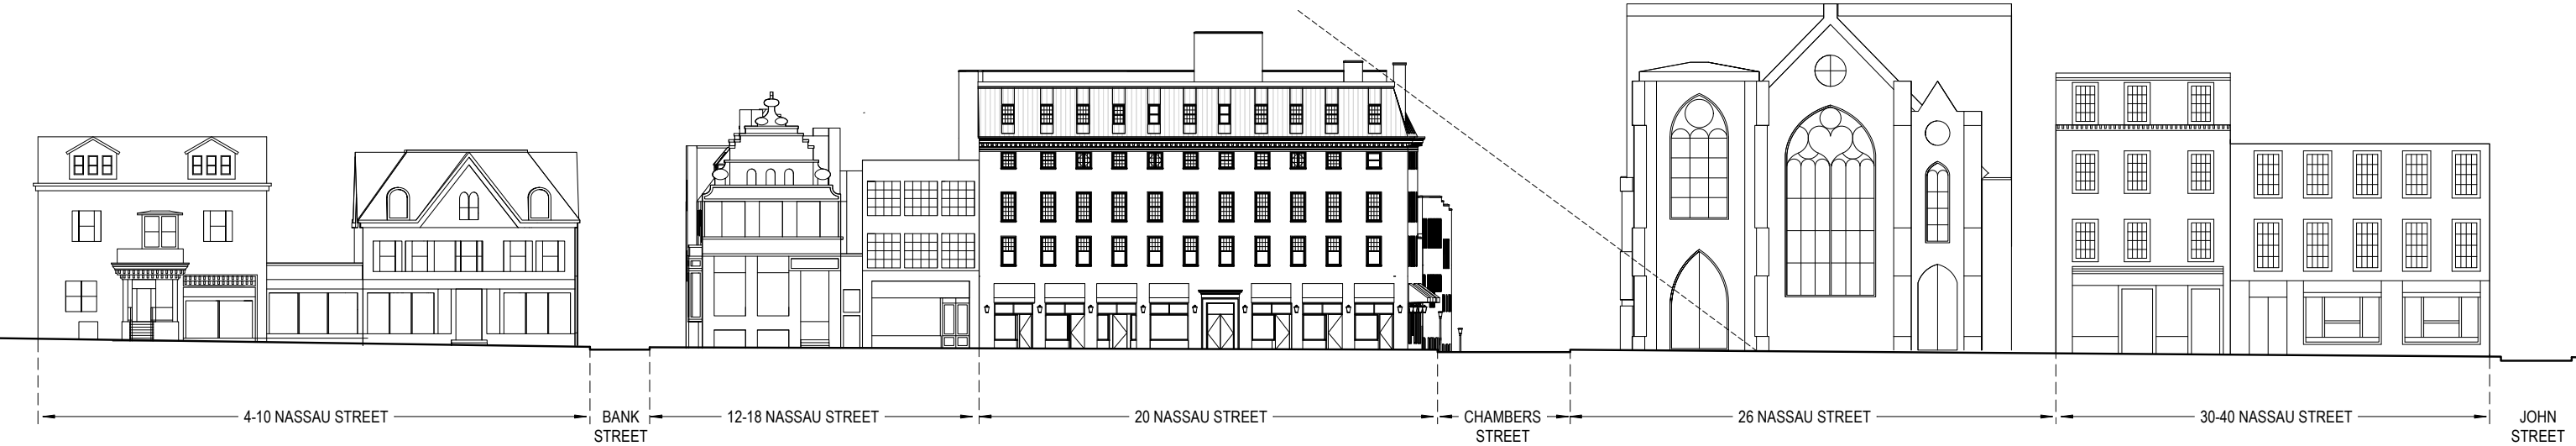 4-10 NASSAU STREET
BANK
STREET
12-18 NASSAU STREET
20 NASSAU STREET
CHAMBERS
STREET
26 NASSAU STREET
30-40 NASSAU STREET
JOHN
STREET